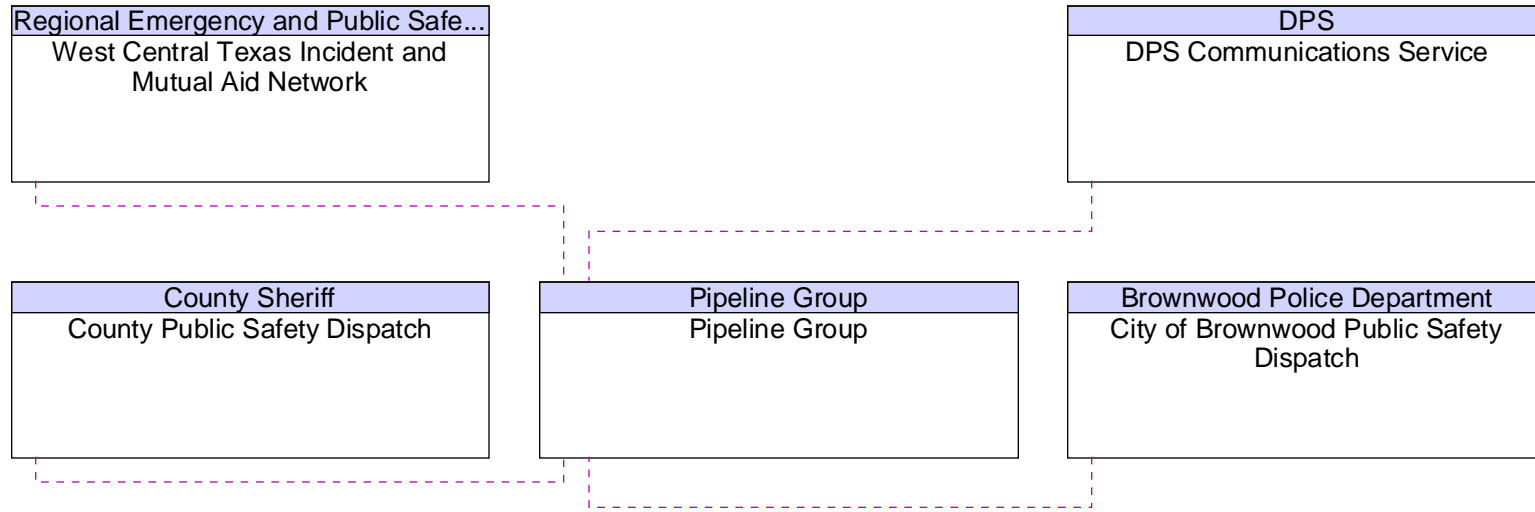 Regional Emergency and Public Safe...
West Central Texas Incident and
Mutual Aid Network
DPS
DPS Communications Service
County Sheriff
County Public Safety Dispatch
Pipeline Group
Pipeline Group
Brownwood Police Department
City of Brownwood Public Safety
Dispatch